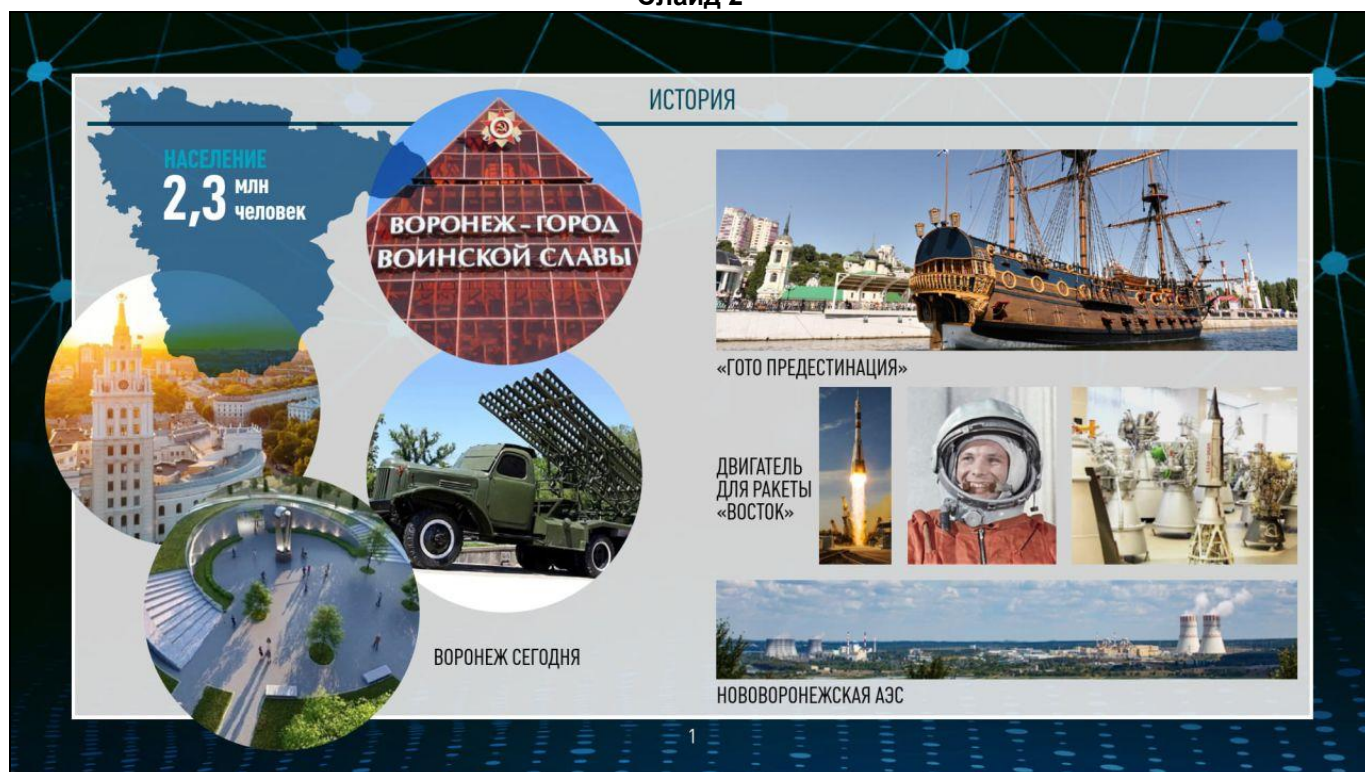 Слайд 2
ИСТОРИЯ
НАСЕЛЕНИЕ
2,3 млн
человек
ВОРОНЕЖ – ГОРОД
ВОИНСКОЙ СЛАВЫ
«ГОТО ПРЕДЕСТИНАЦИЯ»
ДВИГАТЕЛЬ
ДЛЯ РАКЕТЫ
«ВОСТОК»
ВОРОНЕЖ СЕГОДНЯ
НОВОВОРОНЕЖСКАЯ АЭС
1